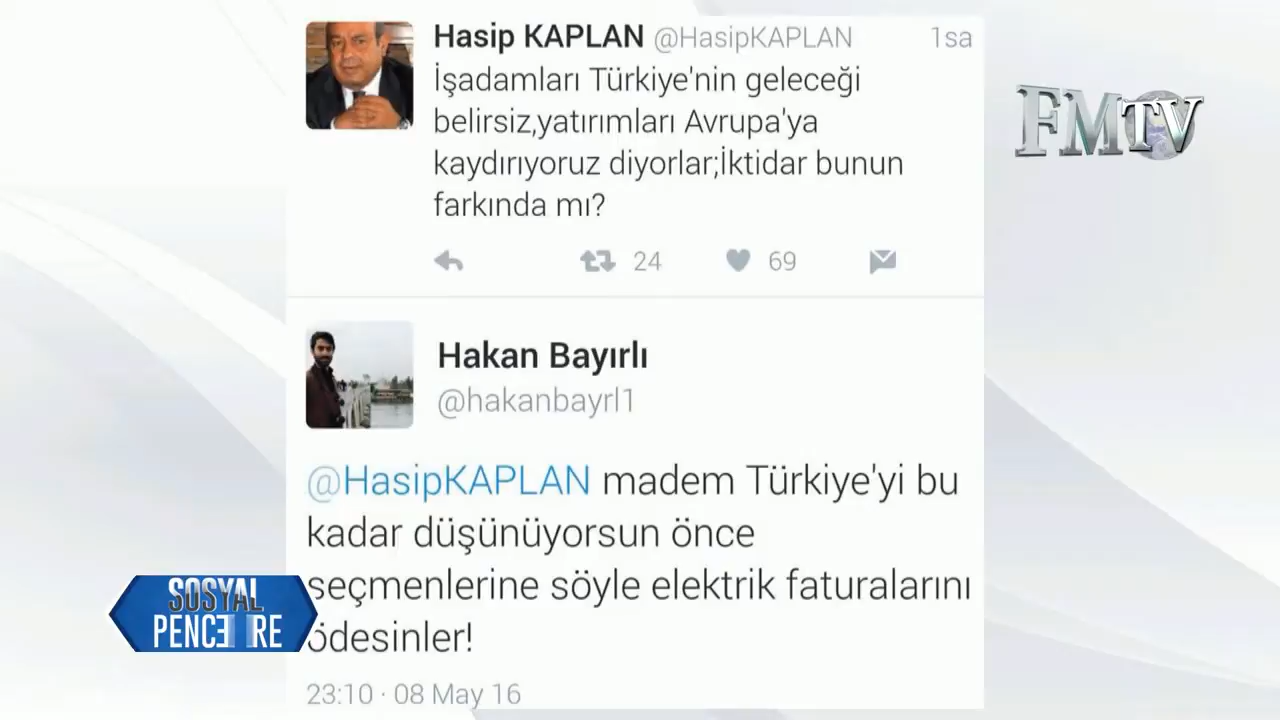 Hasip KAPLAN @HasipKAPLAN 1sa
İşadamları Türkiye'nin geleceği
belirsiz,yatırımları Avrupa'ya
kaydırıyoruz diyorlar;İktidar bunun
farkında mı?
24 69
FMTV
Hakan Bayırlı
@hakanbayrl1
@HasipKAPLAN madem Türkiye'yi bu
kadar düşünüyorsun önce
seçmenlerine söyle elektrik faturalarını
ödesinler!
23:10 · 08 May 16
SOSYAL
PENCERE